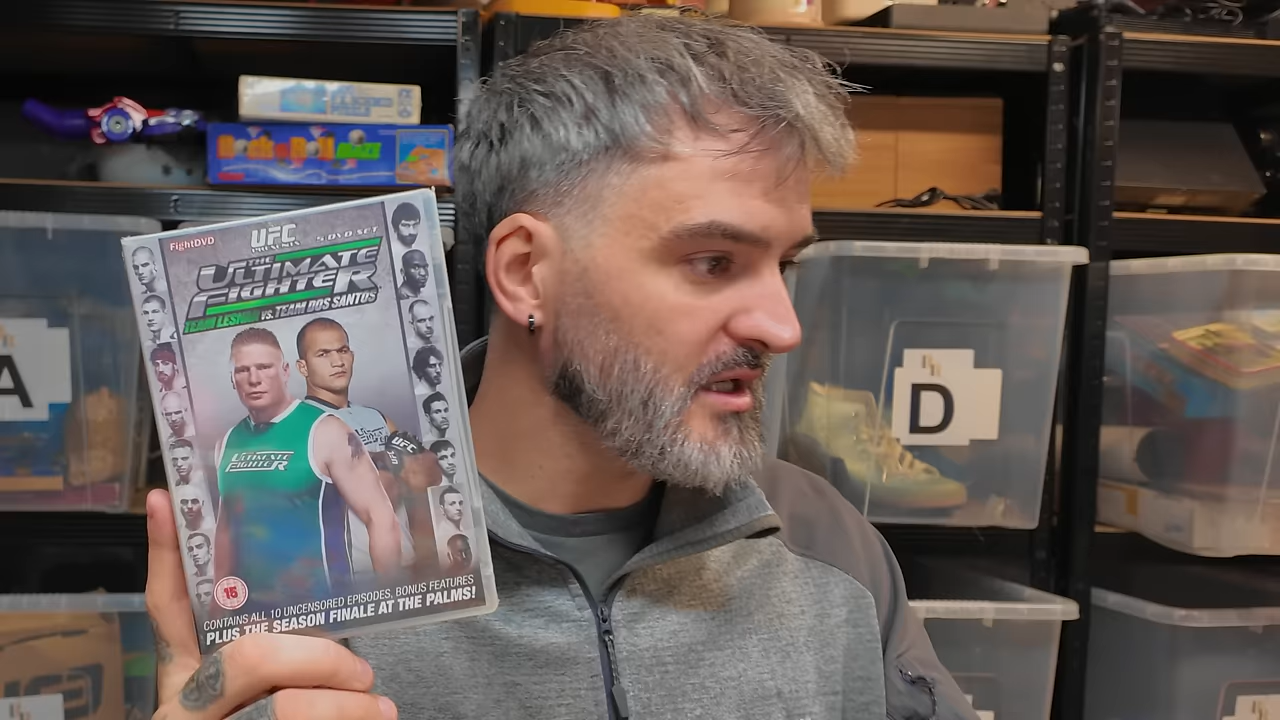 Rock n Roll MAZE
FightDVD
UFC
PRESENTS
5 DVD SET
THE
ULTIMATE
FIGHTER
TEAM LESNAR VS. TEAM DOS SANTOS
ULTIMATE
FIGHTER
UFC
15
CONTAINS ALL 10 UNCENSORED EPISODES, BONUS FEATURES
PLUS THE SEASON FINALE AT THE PALMS!
A
D